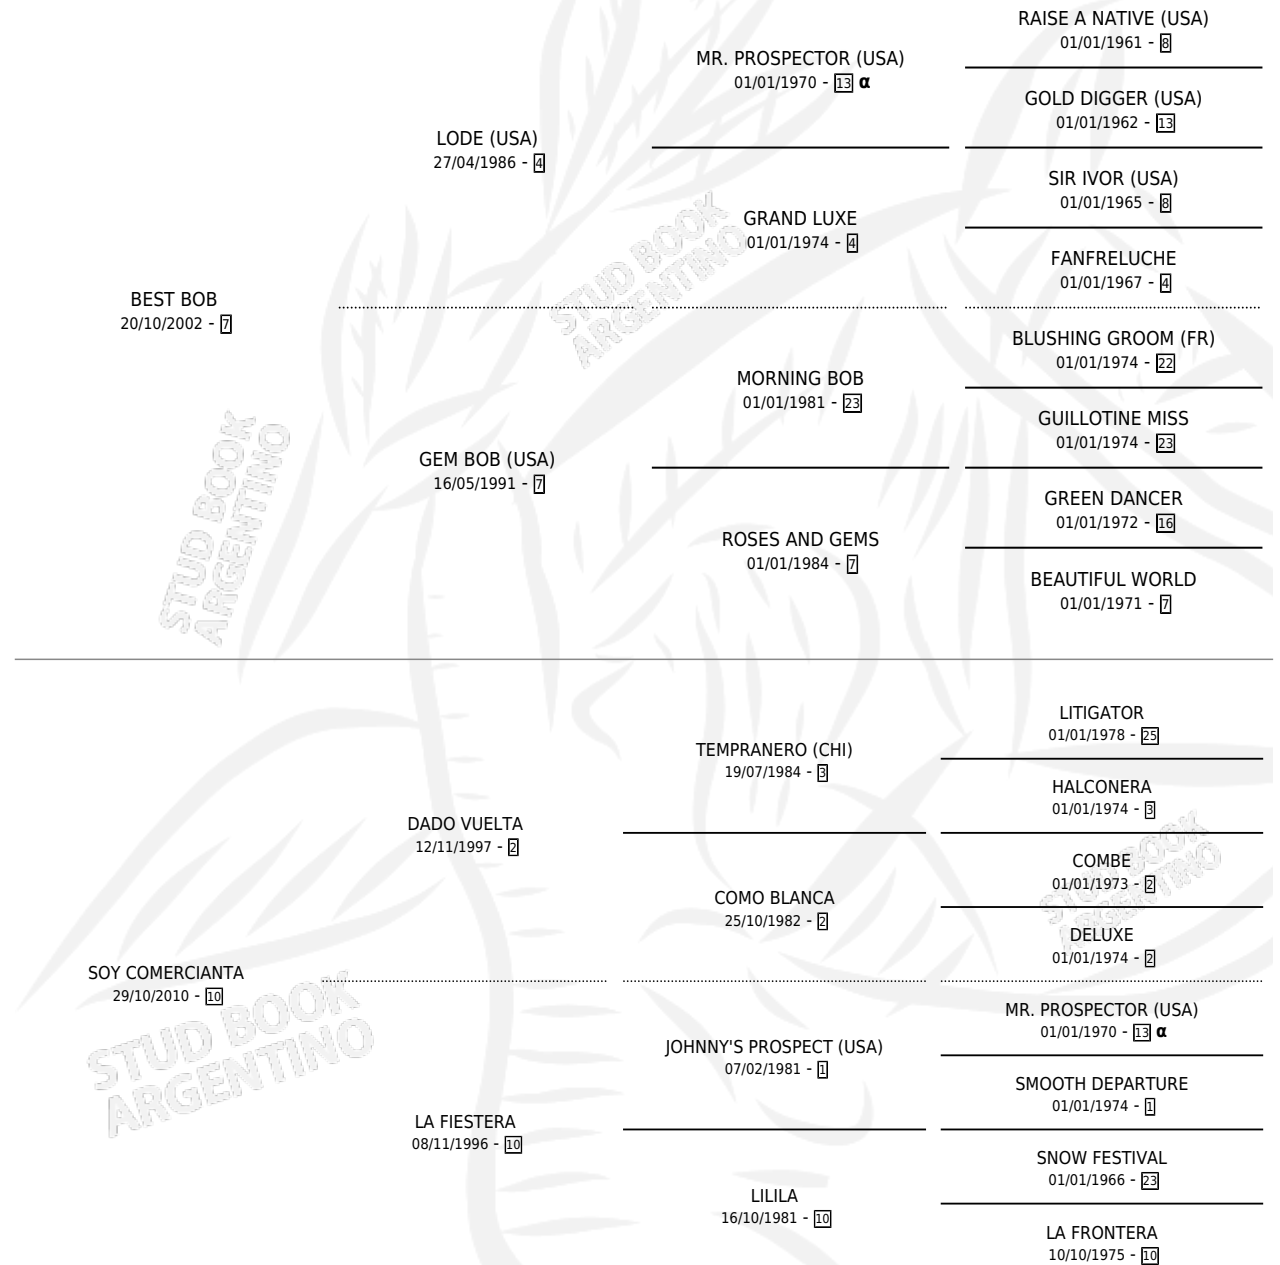 RAISE A NATIVE (USA)
01/01/1961 - 8
MR. PROSPECTOR (USA)
01/01/1970 - 13 α
GOLD DIGGER (USA)
01/01/1962 - 13
LODE (USA)
27/04/1986 - 4
SIR IVOR (USA)
01/01/1965 - 8
GRAND LUXE
01/01/1974 - 4
FANFRELUCHE
01/01/1967 - 4
BEST BOB
20/10/2002 - 7
BLUSHING GROOM (FR)
01/01/1974 - 22
MORNING BOB
01/01/1981 - 23
GUILLOTINE MISS
01/01/1974 - 23
GEM BOB (USA)
16/05/1991 - 7
GREEN DANCER
01/01/1972 - 16
ROSES AND GEMS
01/01/1984 - 7
BEAUTIFUL WORLD
01/01/1971 - 7
LITIGATOR
01/01/1978 - 25
TEMPRANERO (CHI)
19/07/1984 - 3
HALCONERA
01/01/1974 - 3
DADO VUELTA
12/11/1997 - 2
COMBE
01/01/1973 - 2
COMO BLANCA
25/10/1982 - 2
DELUXE
01/01/1974 - 2
SOY COMERCIANTA
29/10/2010 - 10
MR. PROSPECTOR (USA)
01/01/1970 - 13 α
JOHNNY'S PROSPECT (USA)
07/02/1981 - 1
SMOOTH DEPARTURE
01/01/1974 - 1
LA FIESTERA
08/11/1996 - 10
SNOW FESTIVAL
01/01/1966 - 23
LILILA
16/10/1981 - 10
LA FRONTERA
10/10/1975 - 10
STUD BOOK
ARGENTINO
STUD BOOK
ARGENTINO
STUD BOOK
ARGENTINO
STUD BOOK
ARGENTINO